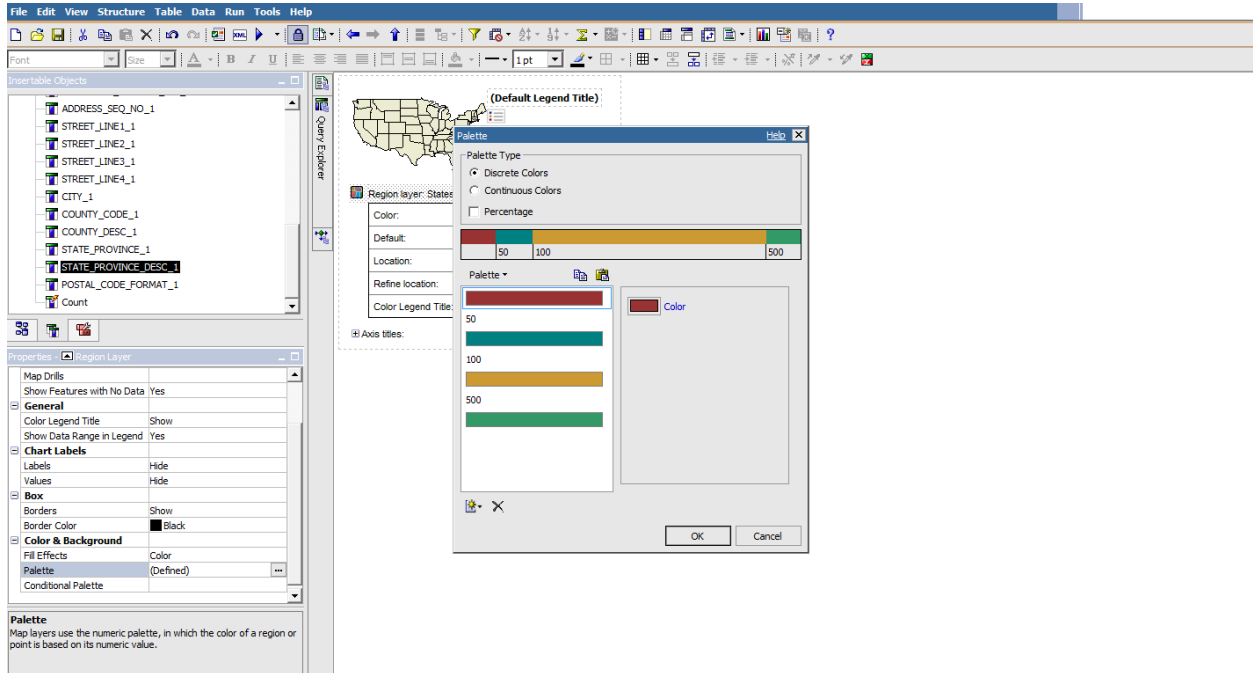 File Edit View Structure Table Data Run Tools Help
Font
Size
1 pt
Insertable Objects
ADDRESS_SEQ_NO_1
STREET_LINE1_1
STREET_LINE2_1
STREET_LINE3_1
STREET_LINE4_1
CITY_1
COUNTY_CODE_1
COUNTY_DESC_1
STATE_PROVINCE_1
STATE_PROVINCE_DESC_1
POSTAL_CODE_FORMAT_1
Count
Properties - Region Layer
Map Drills
Show Features with No Data Yes
General
Color Legend Title Show
Show Data Range in Legend Yes
Chart Labels
Labels Hide
Values Hide
Box
Borders Show
Border Color Black
Color & Background
Fill Effects Color
Palette (Defined)
Conditional Palette
Palette
Map layers use the numeric palette, in which the color of a region or
point is based on its numeric value.
Query Explorer
(Default Legend Title)
Region layer: States
Color:
Default:
Location:
Refine location:
Color Legend Title:
Axis titles:
Palette Help
Palette Type
Discrete Colors
Continuous Colors
Percentage
50 100 500
Palette
50
100
500
Color
OK Cancel